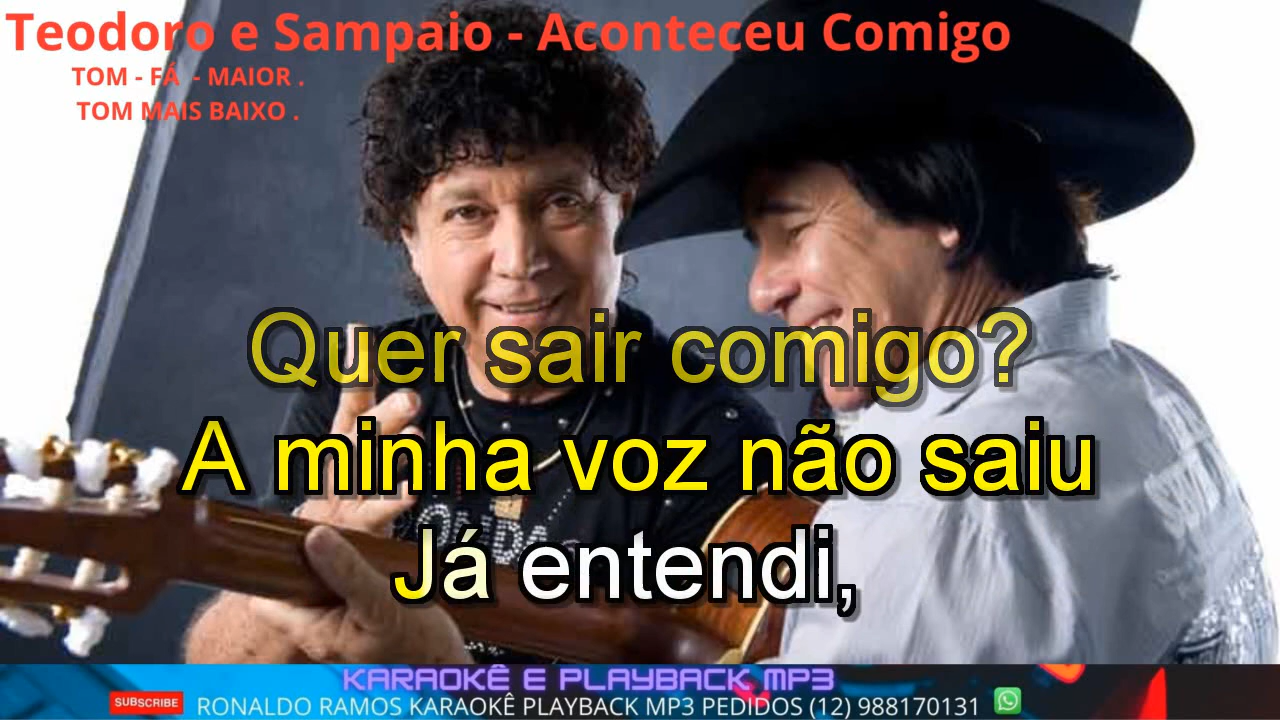 Teodoro e Sampaio - Aconteceu Comigo
TOM - FÁ - MAIOR .
TOM MAIS BAIXO .
Quer sair comigo?
A minha voz não saiu
Já entendi,
KARAOKÊ E PLAYBACK MP3
SUBSCRIBE
RONALDO RAMOS KARAOKÊ PLAYBACK MP3 PEDIDOS (12) 988170131